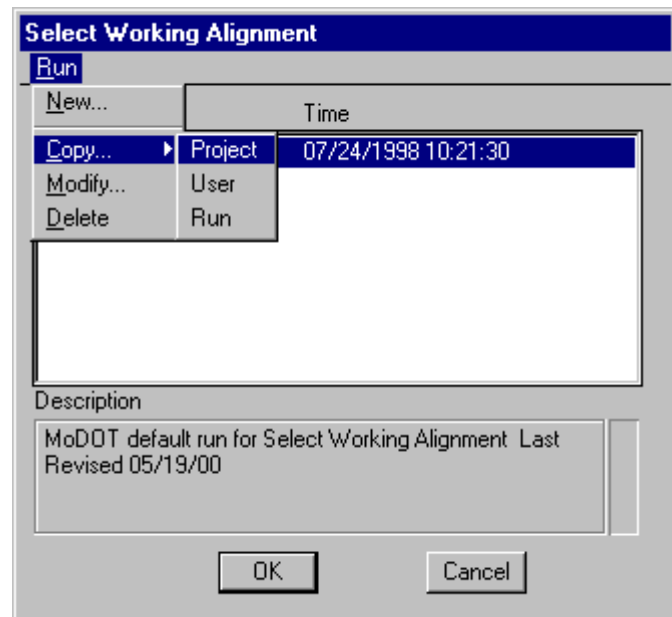 Select Working Alignment
Run
New...
Time
Copy... Project 07/24/1998 10:21:30
Modify... User
Delete Run
Description
MoDOT default run for Select Working Alignment Last
Revised 05/19/00
OK Cancel